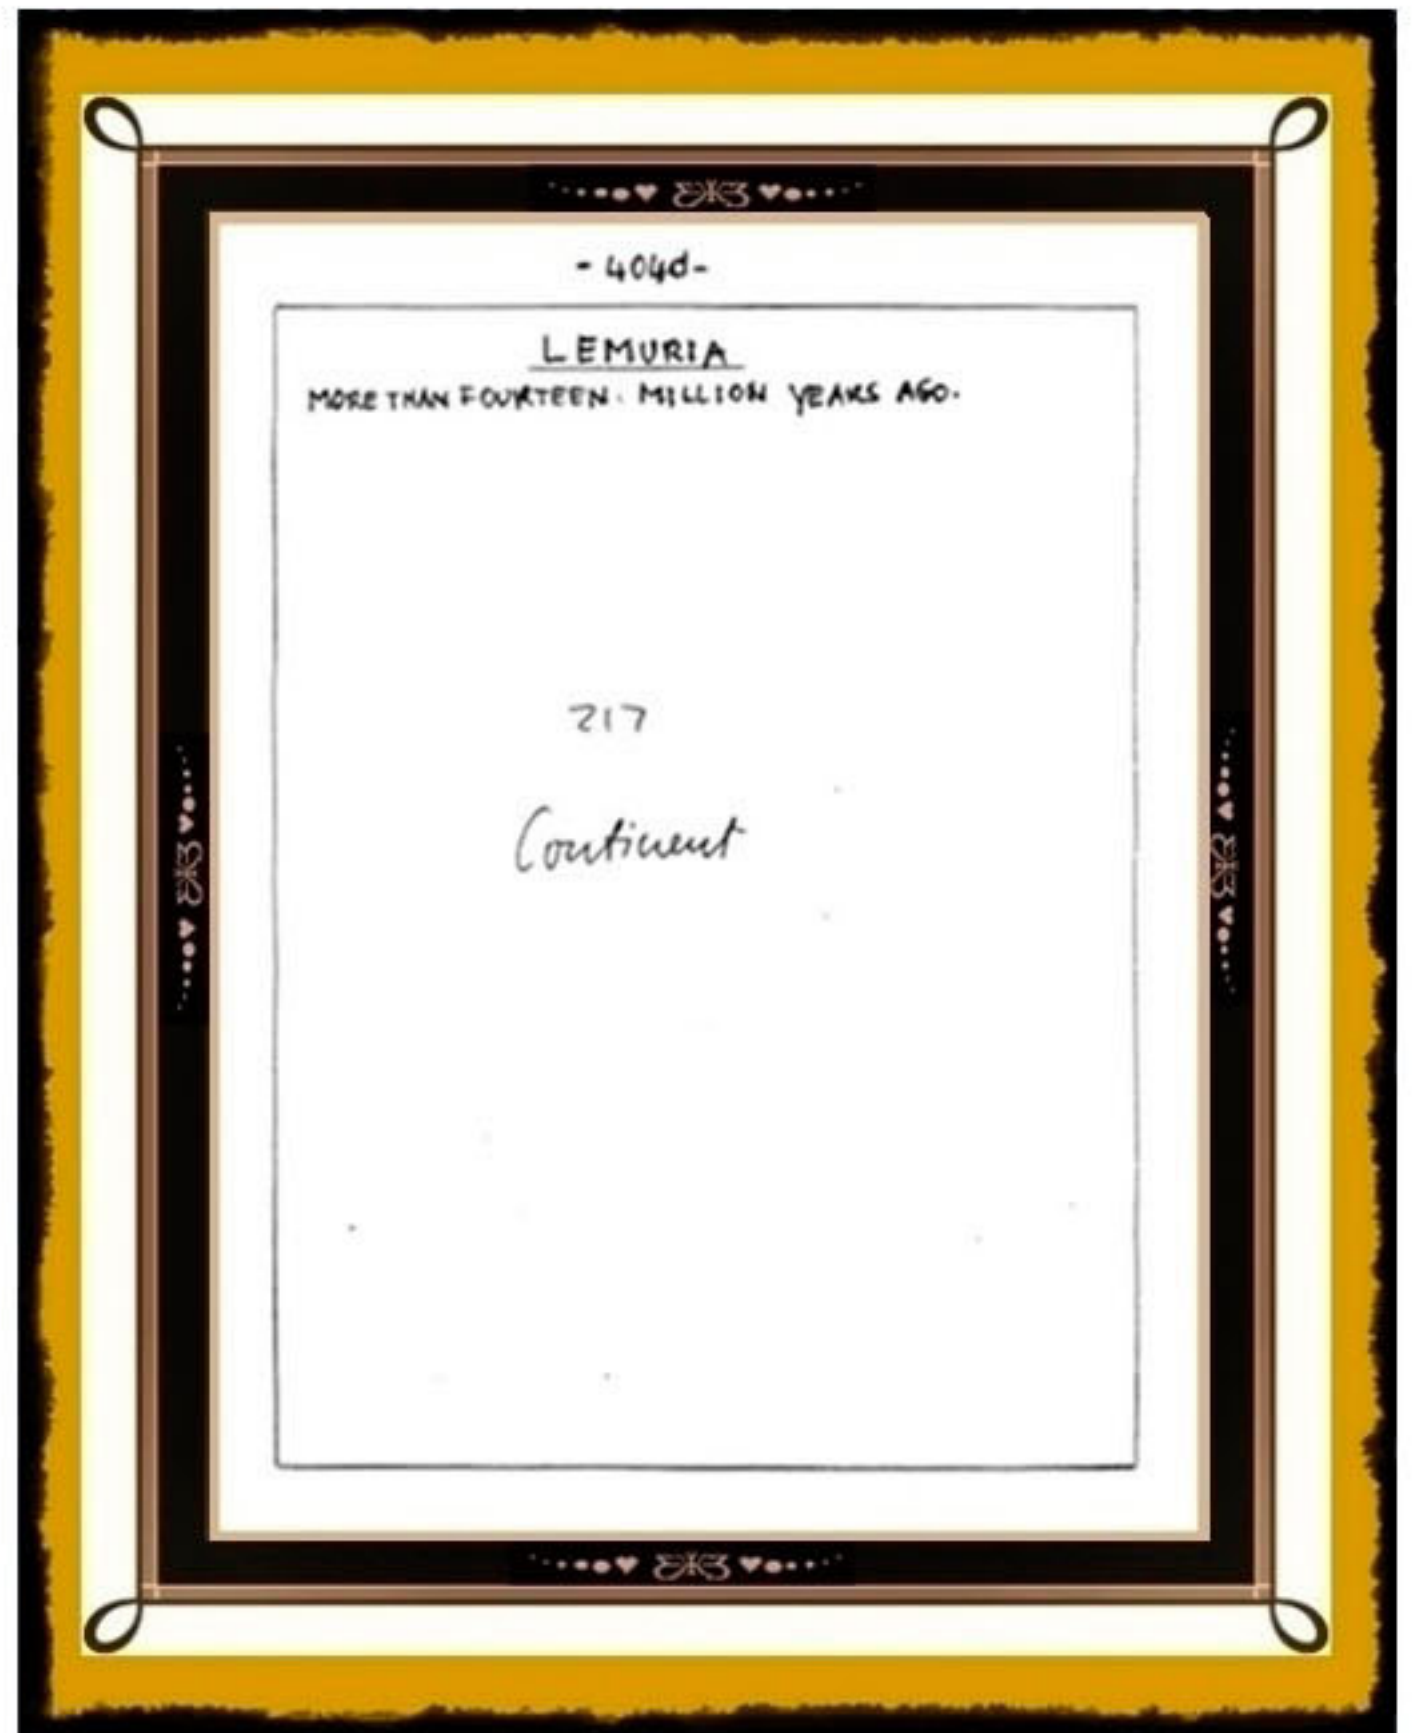 - 404d-
LEMURIA
MORE THAN FOURTEEN. MILLION YEARS AGO.
217
Continent